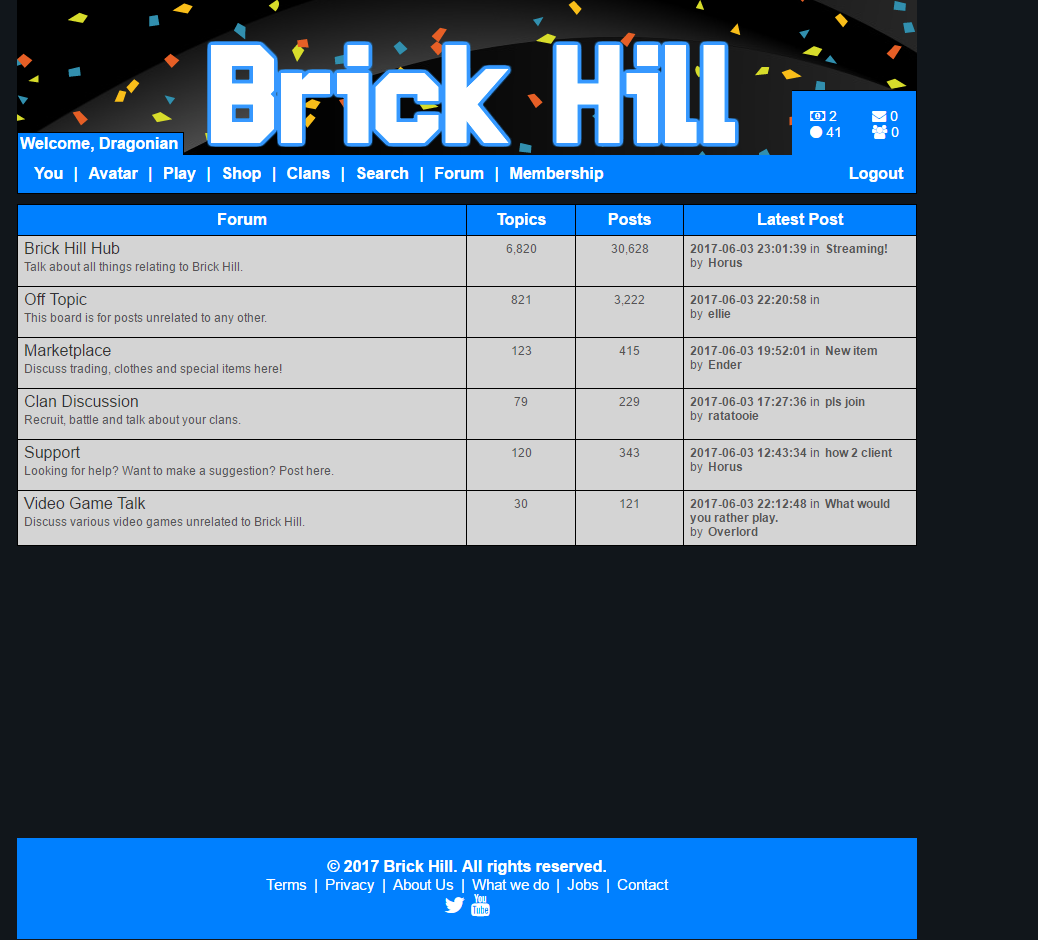 Brick Hill
2
0
41
0
Welcome, Dragonian
You | Avatar | Play | Shop | Clans | Search | Forum | Membership
Logout
Forum Topics Posts Latest Post
Brick Hill Hub
Talk about all things relating to Brick Hill.
6,820
30,628
2017-06-03 23:01:39 in Streaming!
by Horus
Off Topic
This board is for posts unrelated to any other.
821
3,222
2017-06-03 22:20:58 in
by ellie
Marketplace
Discuss trading, clothes and special items here!
123
415
2017-06-03 19:52:01 in New item
by Ender
Clan Discussion
Recruit, battle and talk about your clans.
79
229
2017-06-03 17:27:36 in pls join
by ratatooie
Support
Looking for help? Want to make a suggestion? Post here.
120
343
2017-06-03 12:43:34 in how 2 client
by Horus
Video Game Talk
Discuss various video games unrelated to Brick Hill.
30
121
2017-06-03 22:12:48 in What would
you rather play.
by Overlord
© 2017 Brick Hill. All rights reserved.
Terms | Privacy | About Us | What we do | Jobs | Contact
You
Tube